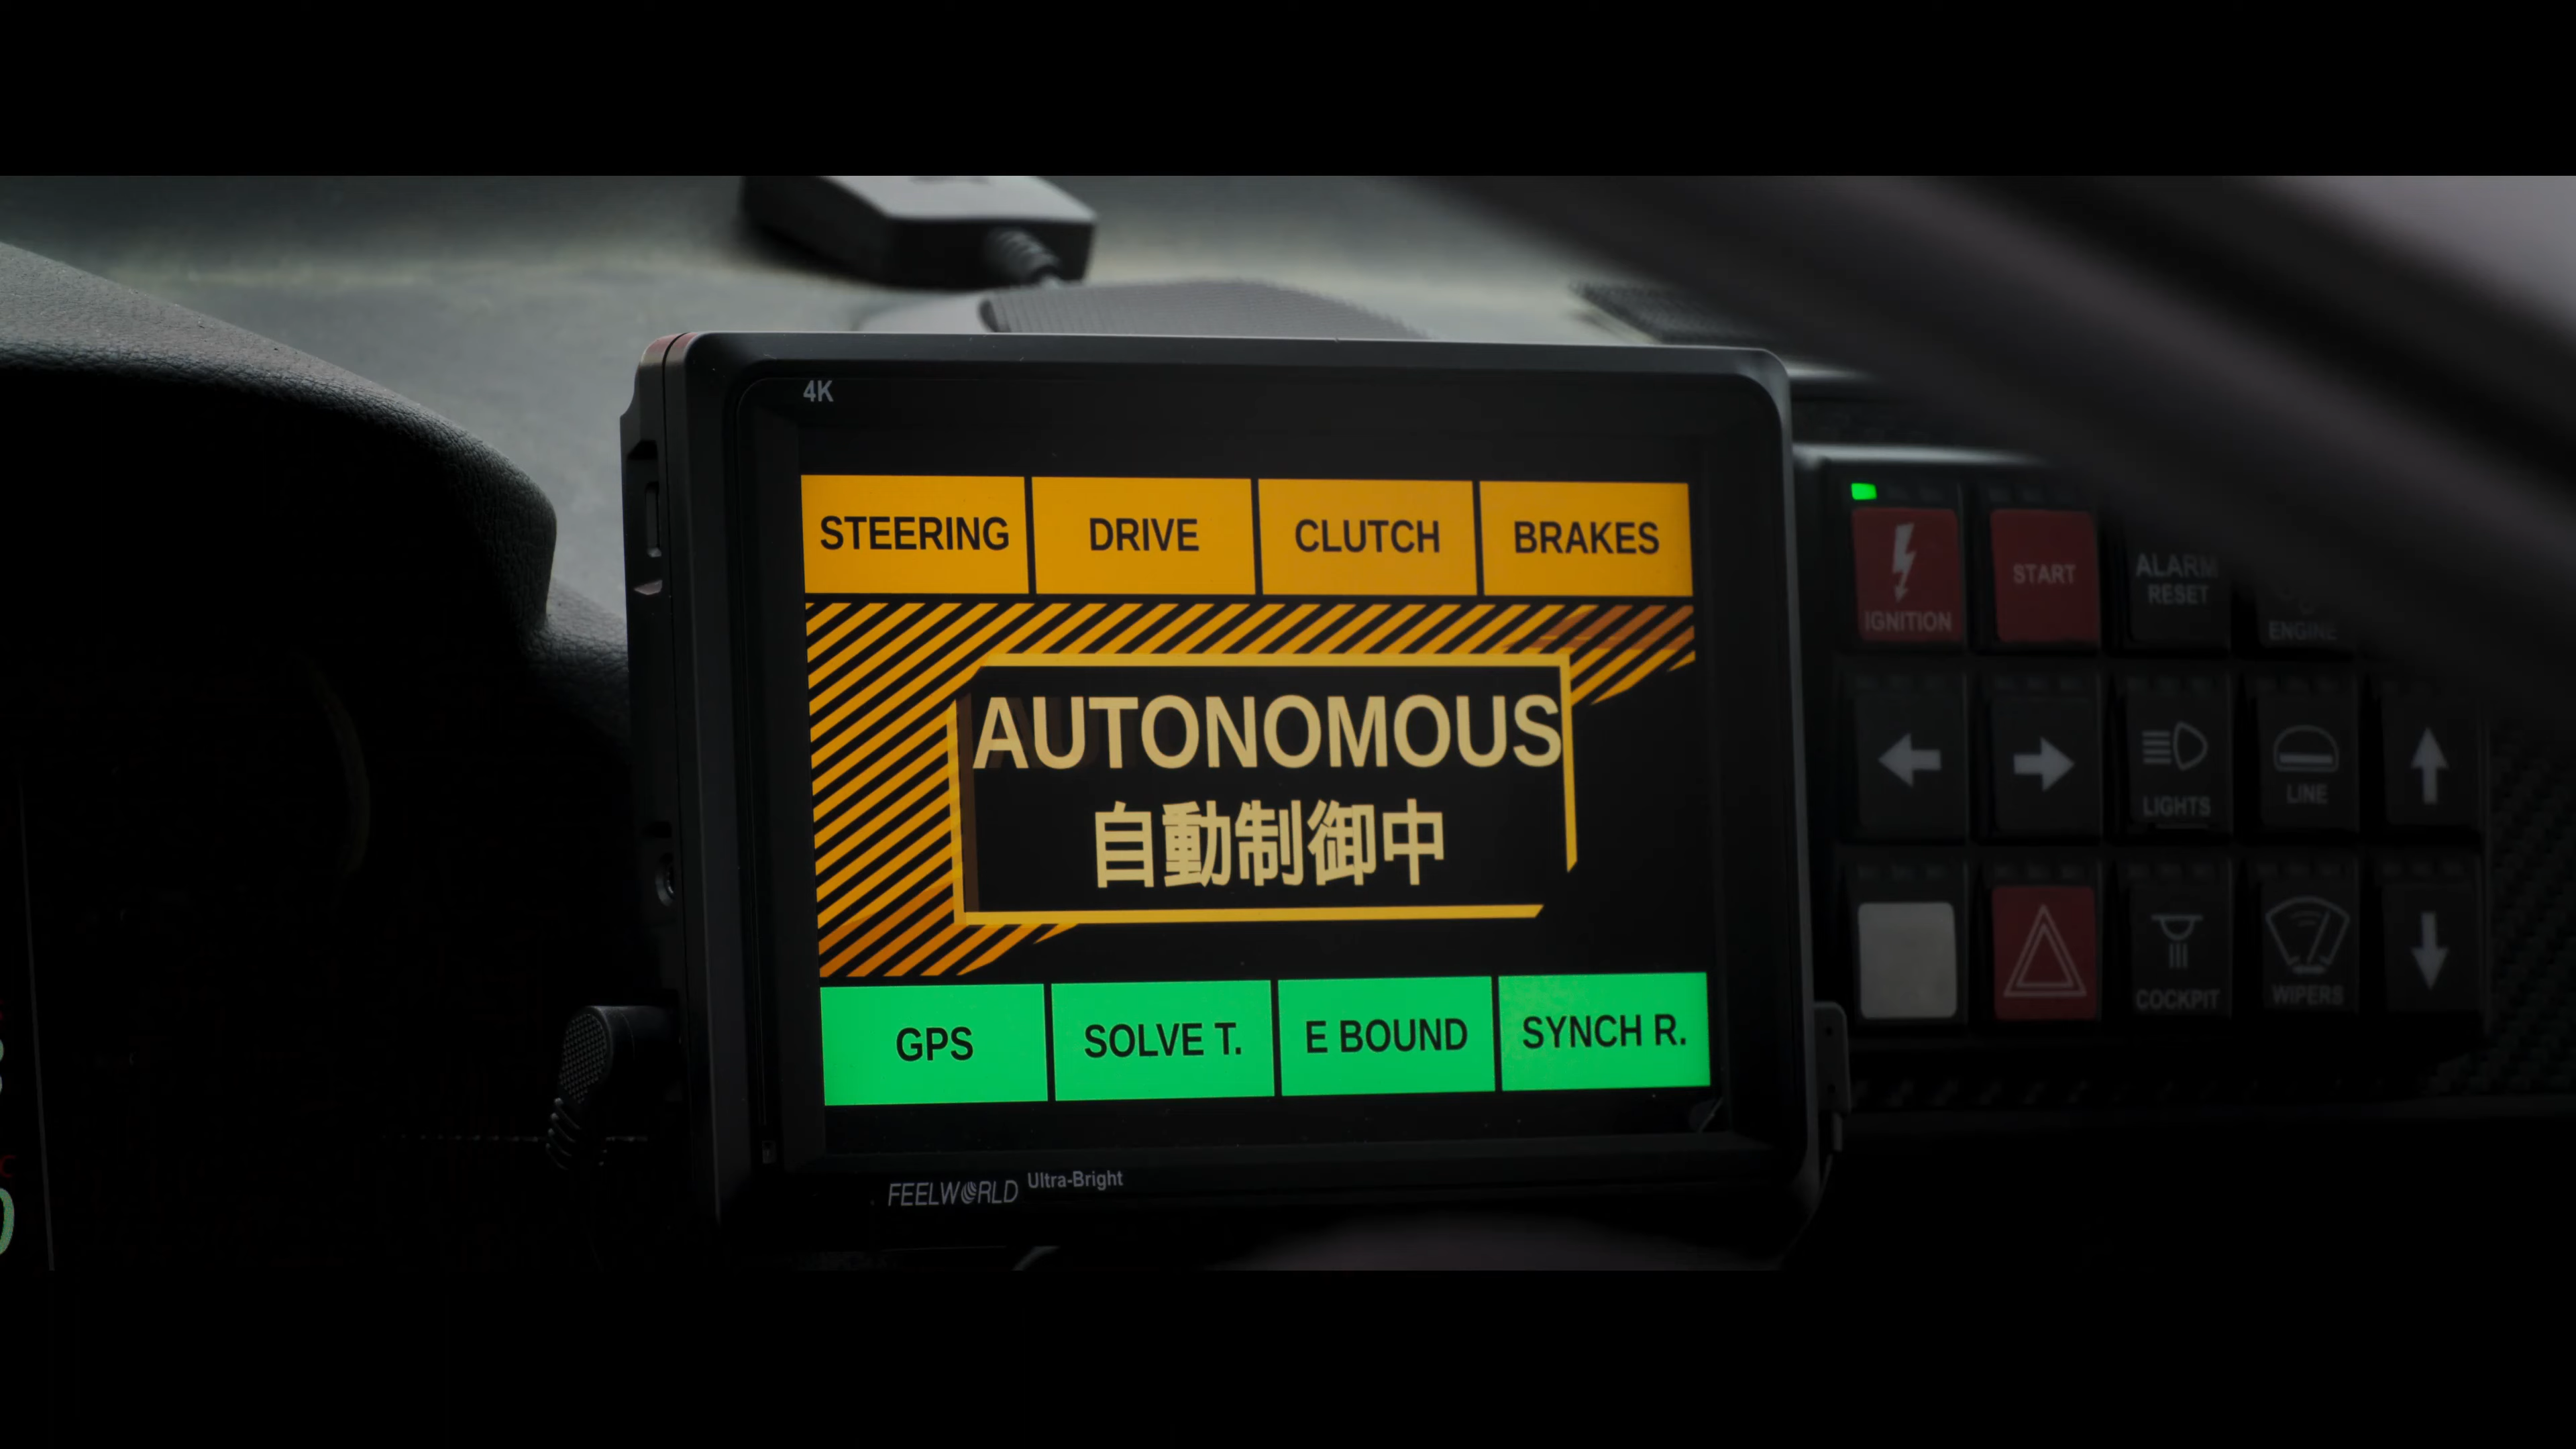 4K
STEERING DRIVE CLUTCH BRAKES
AUTONOMOUS
自動制御中
GPS SOLVE T. E BOUND SYNCH R.
FEELWORLD Ultra-Bright
IGNITION START ALARM RESET ENGINE
LIGHTS LINE
COCKPIT WIPERS